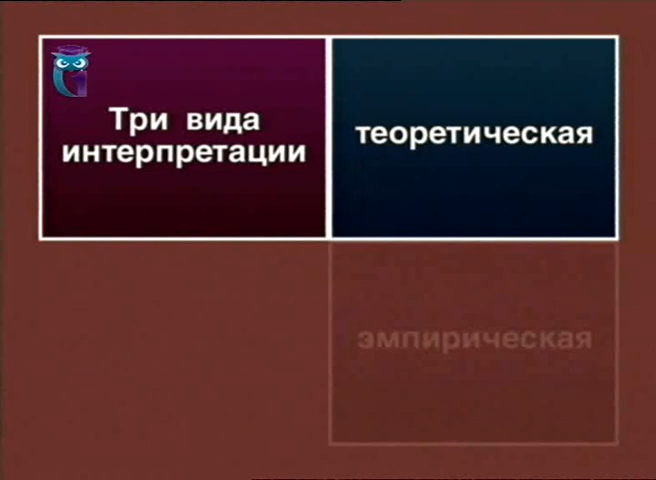 Три вида
интерпретации
теоретическая
эмпирическая